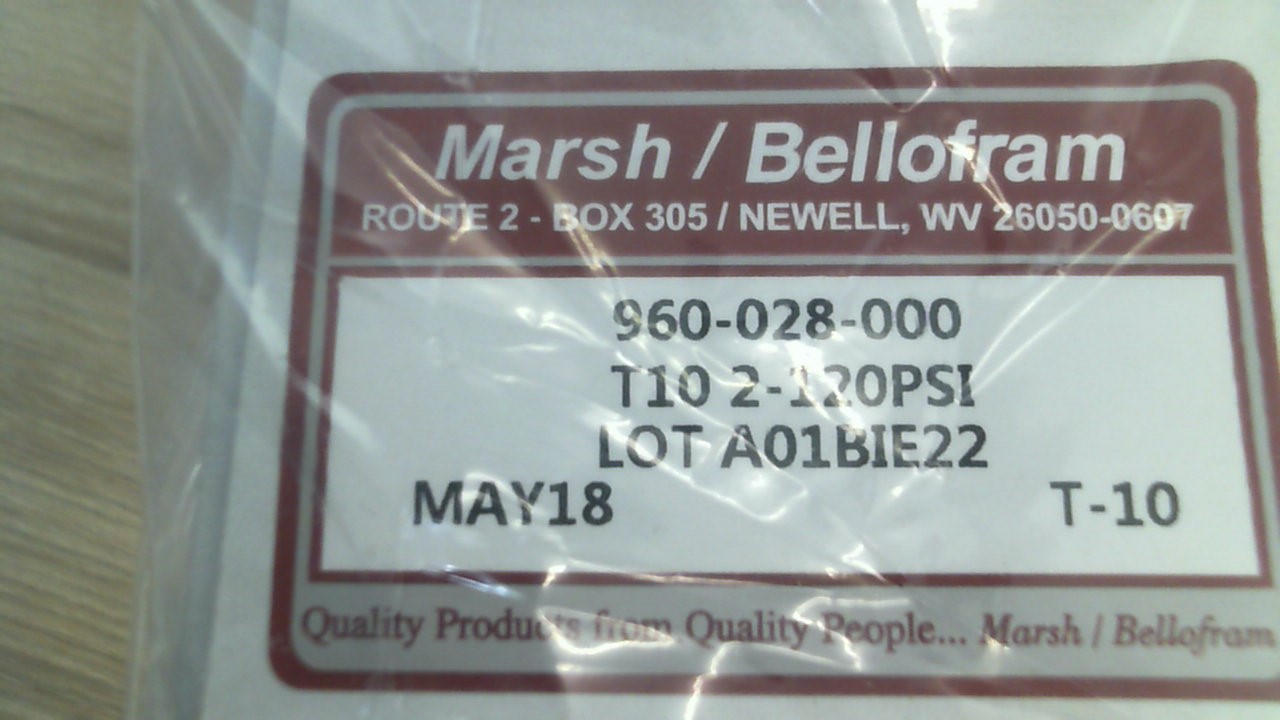 Marsh / Bellofram
ROUTE 2 - BOX 305 / NEWELL, WV 26050-0607
960-028-000
T10 2-120PSI
LOT A01BIE22
MAY18 T-10
Quality Products from Quality People... Marsh / Bellofram